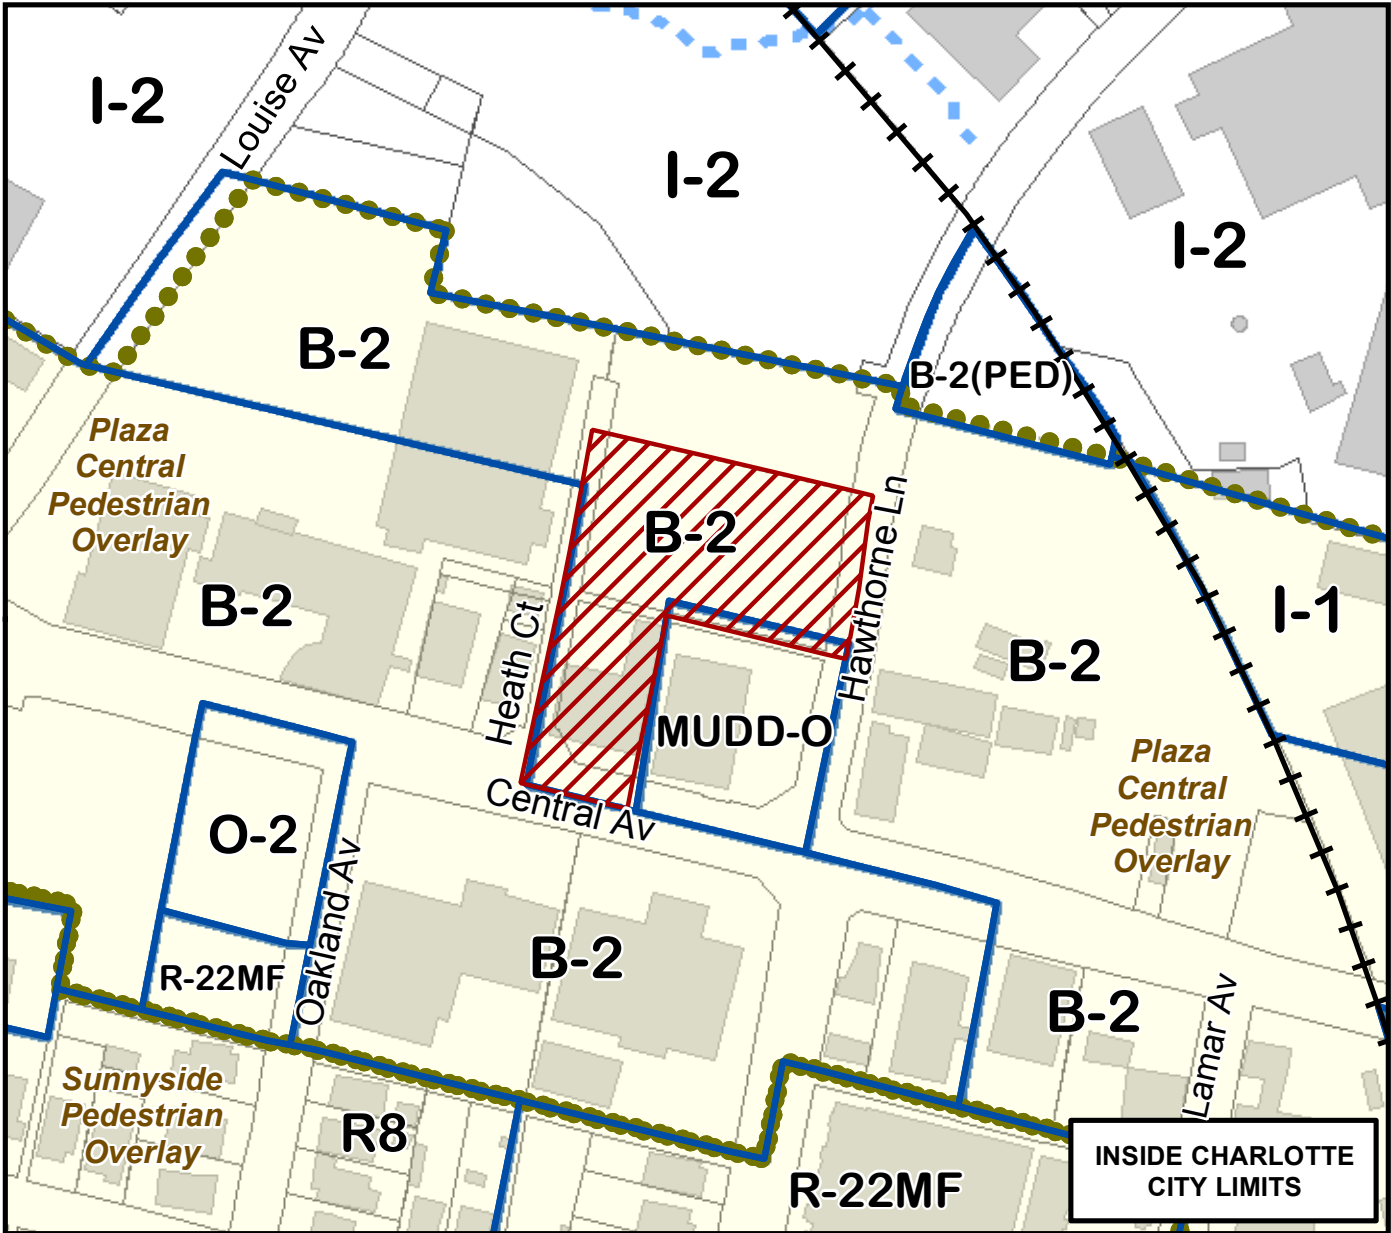 I-2
Louise Av
I-2
I-2
B-2
B-2(PED)
Plaza
Central
Pedestrian
Overlay
B-2
Hawthorne Ln
B-2
Heath Ct
I-1
B-2
MUDD-O
Plaza
Central
Pedestrian
Overlay
Central Av
O-2
Oakland Av
B-2
R-22MF
B-2
Lamar Av
Sunnyside
Pedestrian
Overlay
R8
R-22MF
INSIDE CHARLOTTE
CITY LIMITS